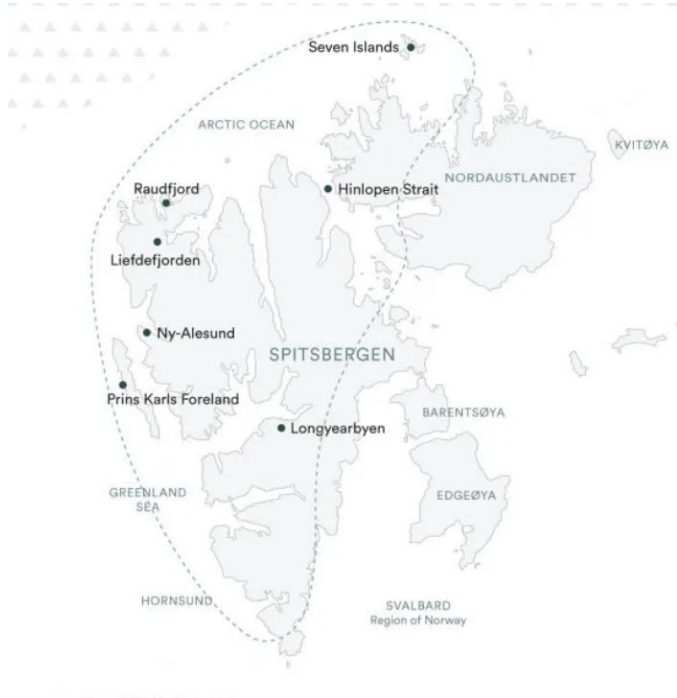 Seven Islands
ARCTIC OCEAN
KVITØYA
NORDAUSTLANDET
Raudfjord
Hinlopen Strait
Liefdefjorden
Ny-Alesund
SPITSBERGEN
Prins Karls Foreland
BARENTSØYA
Longyearbyen
GREENLAND
SEA
EDGEØYA
HORNSUND
SVALBARD
Region of Norway